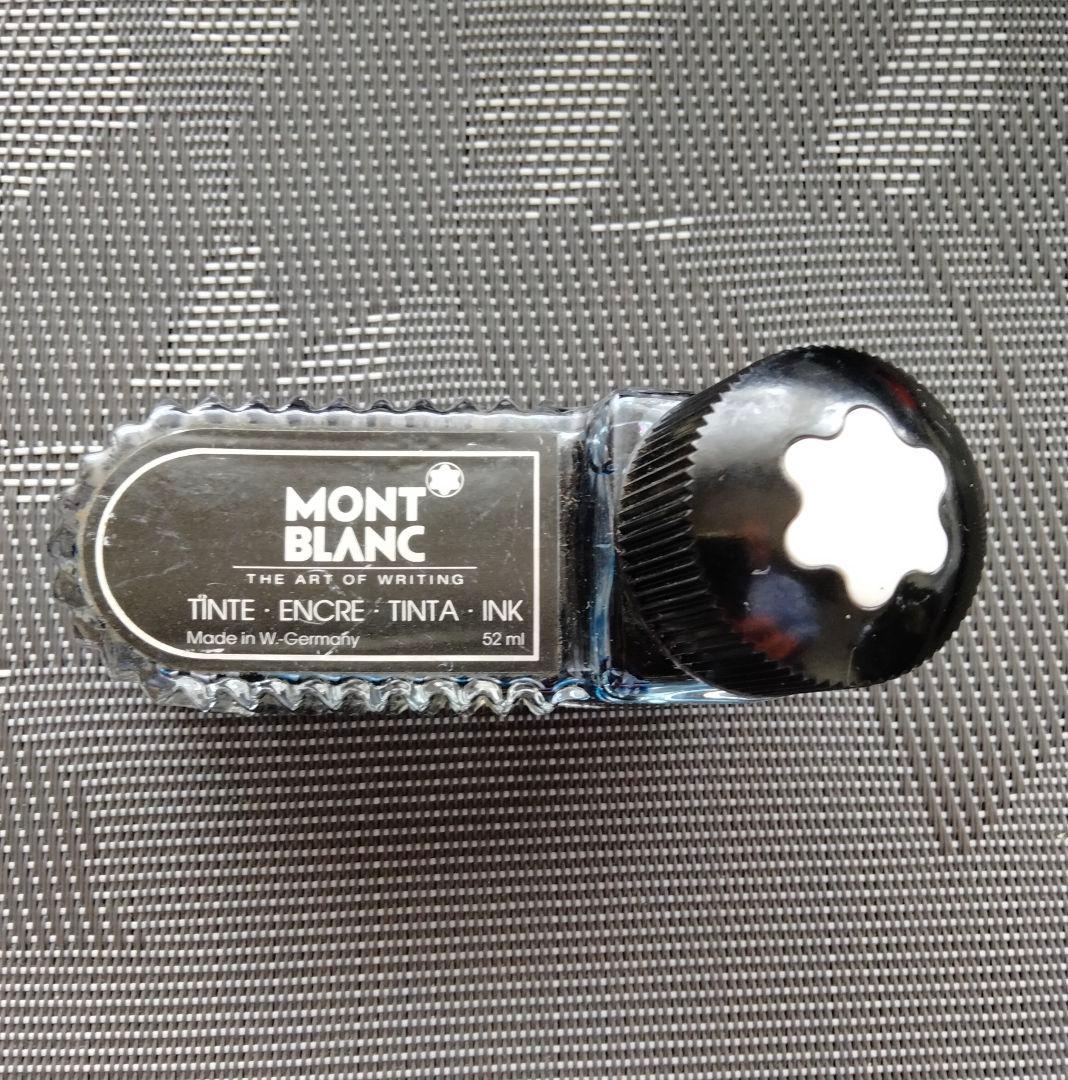 MONT
BLANC
THE ART OF WRITING
TINTE · ENCRE · TINTA · INK
Made in W.-Germany 52 ml